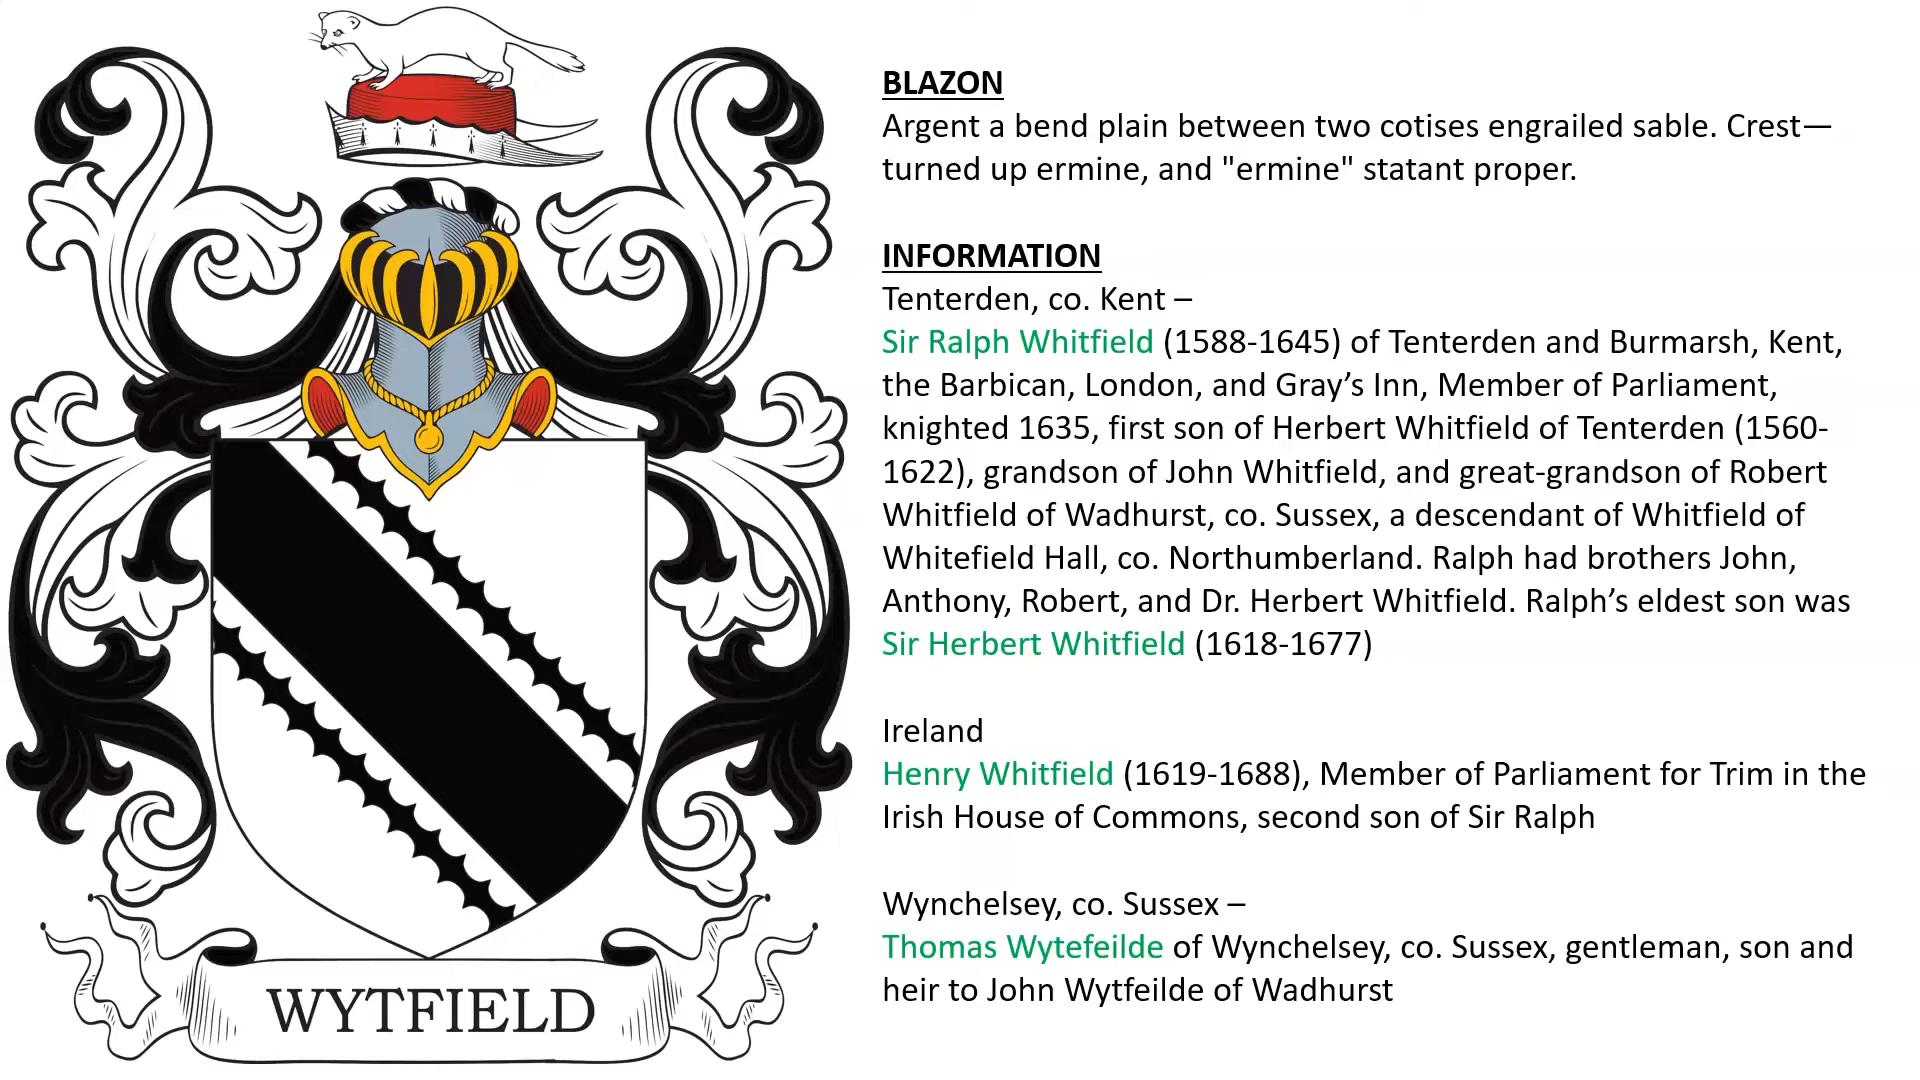 BLAZON
Argent a bend plain between two cotises engrailed sable. Crest—
turned up ermine, and "ermine" statant proper.
INFORMATION
Tenterden, co. Kent –
Sir Ralph Whitfield (1588-1645) of Tenterden and Burmarsh, Kent,
the Barbican, London, and Gray’s Inn, Member of Parliament,
knighted 1635, first son of Herbert Whitfield of Tenterden (1560-
1622), grandson of John Whitfield, and great-grandson of Robert
Whitfield of Wadhurst, co. Sussex, a descendant of Whitfield of
Whitefield Hall, co. Northumberland. Ralph had brothers John,
Anthony, Robert, and Dr. Herbert Whitfield. Ralph’s eldest son was
Sir Herbert Whitfield (1618-1677)
Ireland
Henry Whitfield (1619-1688), Member of Parliament for Trim in the
Irish House of Commons, second son of Sir Ralph
Wynchelsey, co. Sussex –
Thomas Wytefeilde of Wynchelsey, co. Sussex, gentleman, son and
heir to John Wytfeilde of Wadhurst
WYTFIELD